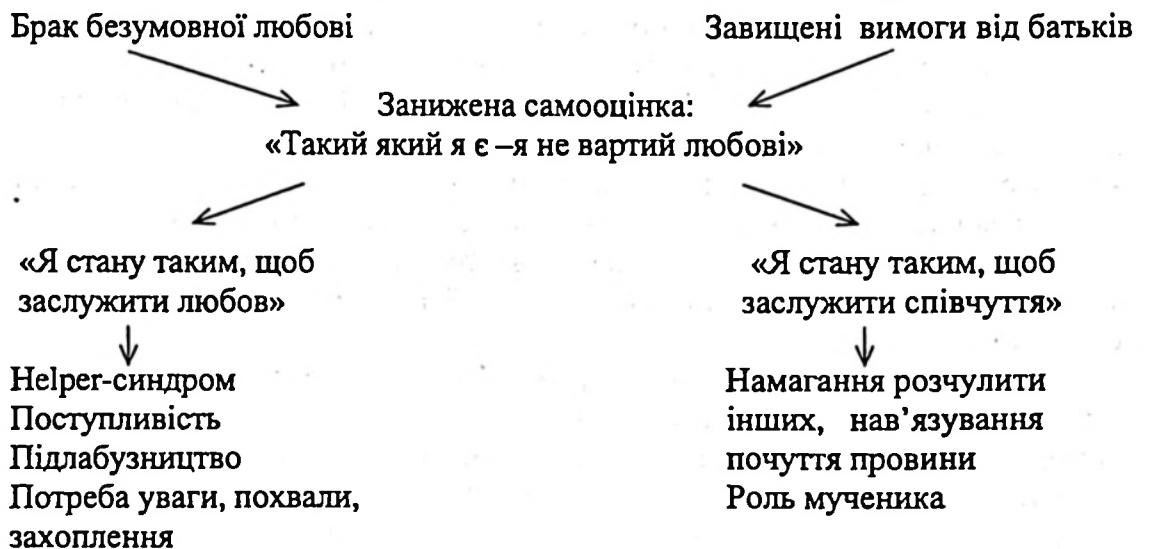 Брак безумовної любові
Завищені вимоги від батьків
Занижена самооцінка:
«Такий який я є –я не вартий любові»
«Я стану таким, щоб
заслужити любов»
«Я стану таким, щоб
заслужити співчуття»
Helper-синдром
Поступливість
Підлабузництво
Потреба уваги, похвали,
захоплення
Намагання розчулити
інших, нав’язування
почуття провини
Роль мученика